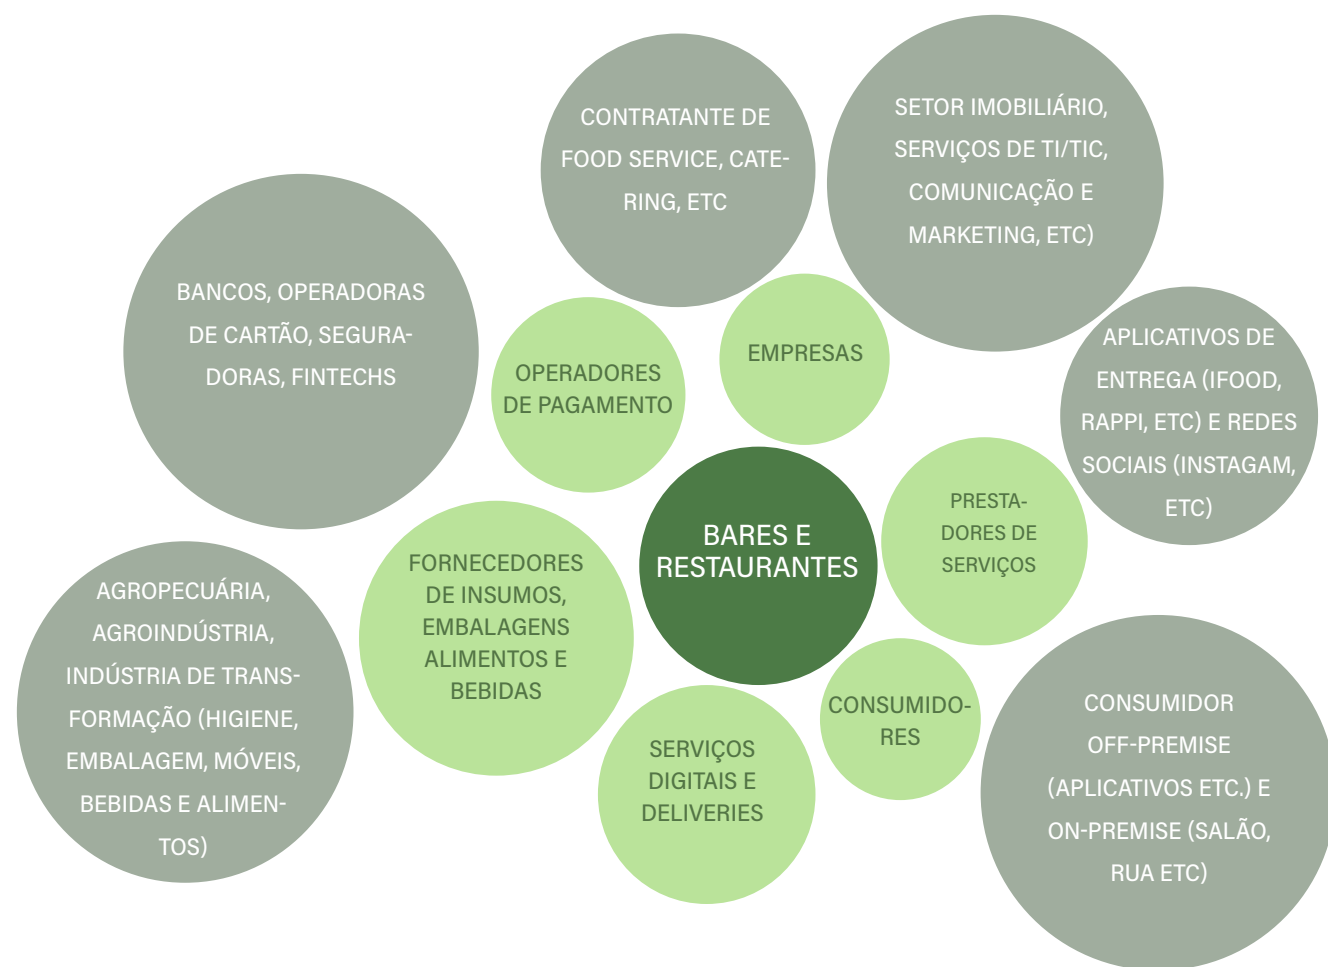 CONTRATANTE DE
FOOD SERVICE, CATE-
RING, ETC
SETOR IMOBILIÁRIO,
SERVIÇOS DE TI/TIC,
COMUNICAÇÃO E
MARKETING, ETC)
BANCOS, OPERADORAS
DE CARTÃO, SEGURA-
DORAS, FINTECHS
OPERADORES
DE PAGAMENTO
EMPRESAS
APLICATIVOS DE
ENTREGA (IFOOD,
RAPPI, ETC) E REDES
SOCIAIS (INSTAGAM,
ETC)
BARES E
RESTAURANTES
PRESTA-
DORES DE
SERVIÇOS
FORNECEDORES
DE INSUMOS,
EMBALAGENS
ALIMENTOS E
BEBIDAS
AGROPECUÁRIA,
AGROINDÚSTRIA,
INDÚSTRIA DE TRANS-
FORMAÇÃO (HIGIENE,
EMBALAGEM, MÓVEIS,
BEBIDAS E ALIMEN-
TOS)
SERVIÇOS
DIGITAIS E
DELIVERIES
CONSUMIDO-
RES
CONSUMIDOR
OFF-PREMISE
(APLICATIVOS ETC.) E
ON-PREMISE (SALÃO,
RUA ETC)